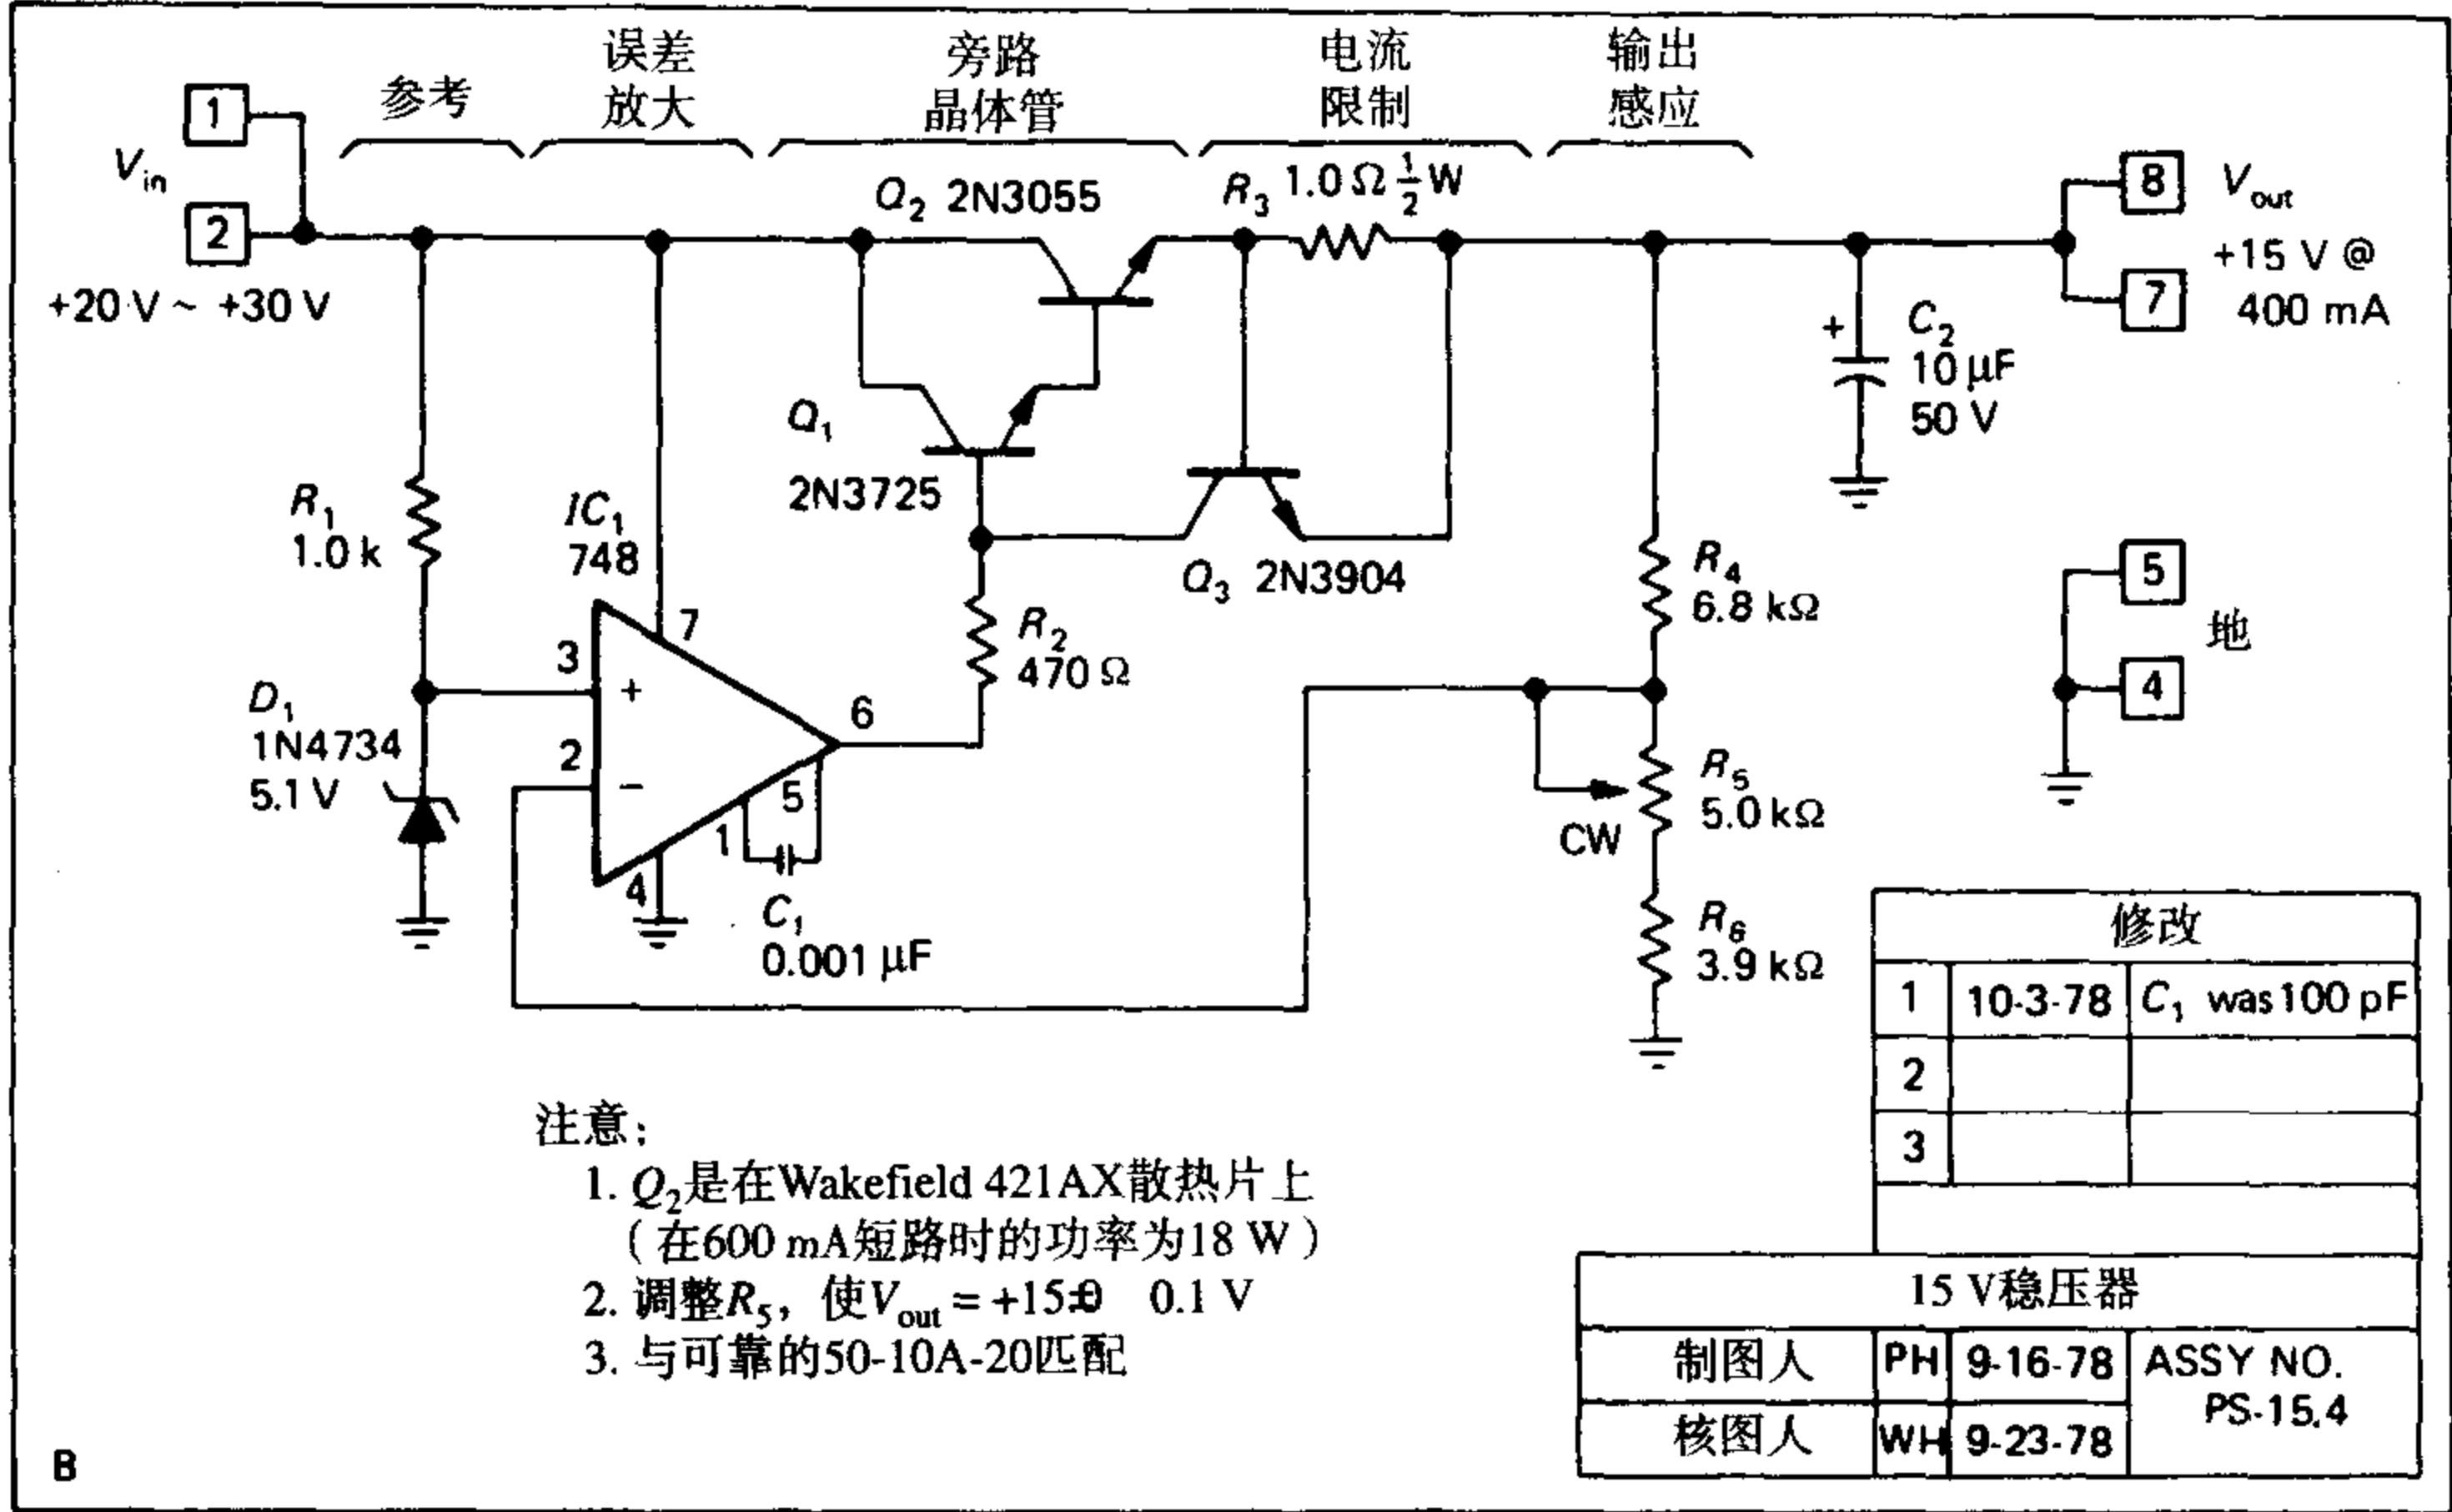 参考
误差
放大
旁路
晶体管
电流
限制
输出
感应
1
V_in
2
+20 V ~ +30 V
Q₂ 2N3055
R₃ 1.0 Ω ½ W
8
V_out
+15 V @
7
400 mA
+
C₂
10 μF
50 V
Q₁
2N3725
R₁
1.0 k
IC₁
748
7
3
+
D₁
1N4734
5.1 V
2
−
6
5
1
4
C₁
0.001 μF
R₂
470 Ω
Q₃ 2N3904
R₄
6.8 kΩ
R₅
5.0 kΩ
CW
R₆
3.9 kΩ
5
地
4
修改
1 10-3-78 C₁ was 100 pF
2
3
注意:
1. Q₂是在Wakefield 421AX散热片上
(在600 mA短路时的功率为18 W)
2. 调整R₅，使V_out = +15±0 0.1 V
3. 与可靠的50-10A-20匹配
15 V稳压器
制图人 PH 9-16-78 ASSY NO.
PS-15.4
核图人 WH 9-23-78
B